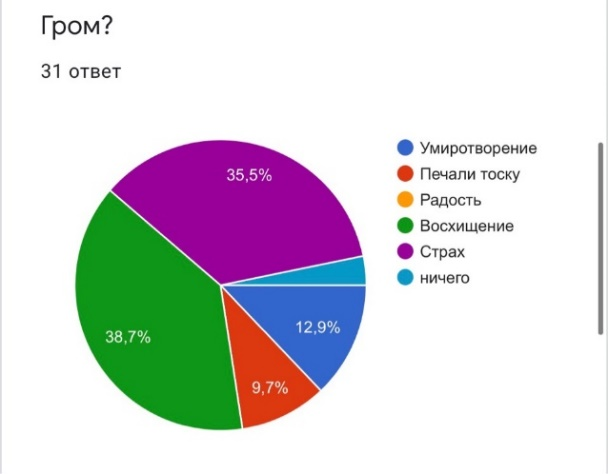 Гром?
31 ответ
35,5%
38,7%
12,9%
9,7%
Умиротворение
Печали тоску
Радость
Восхищение
Страх
ничего